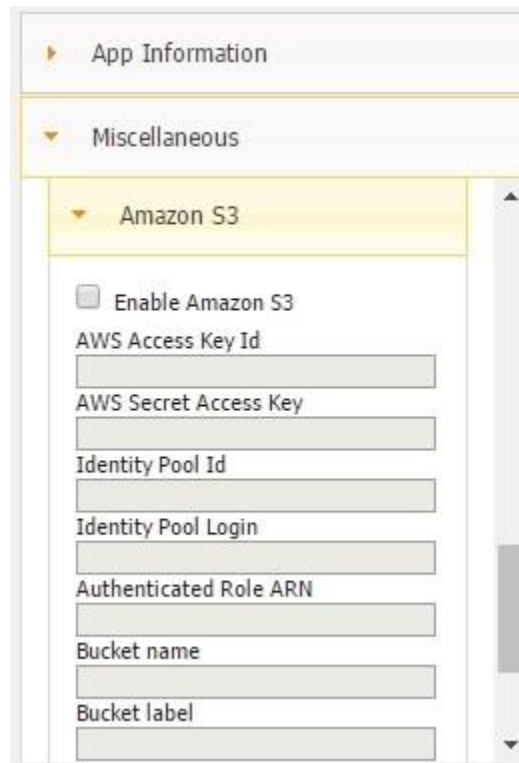 App Information
Miscellaneous
Amazon S3
Enable Amazon S3
AWS Access Key Id
AWS Secret Access Key
Identity Pool Id
Identity Pool Login
Authenticated Role ARN
Bucket name
Bucket label